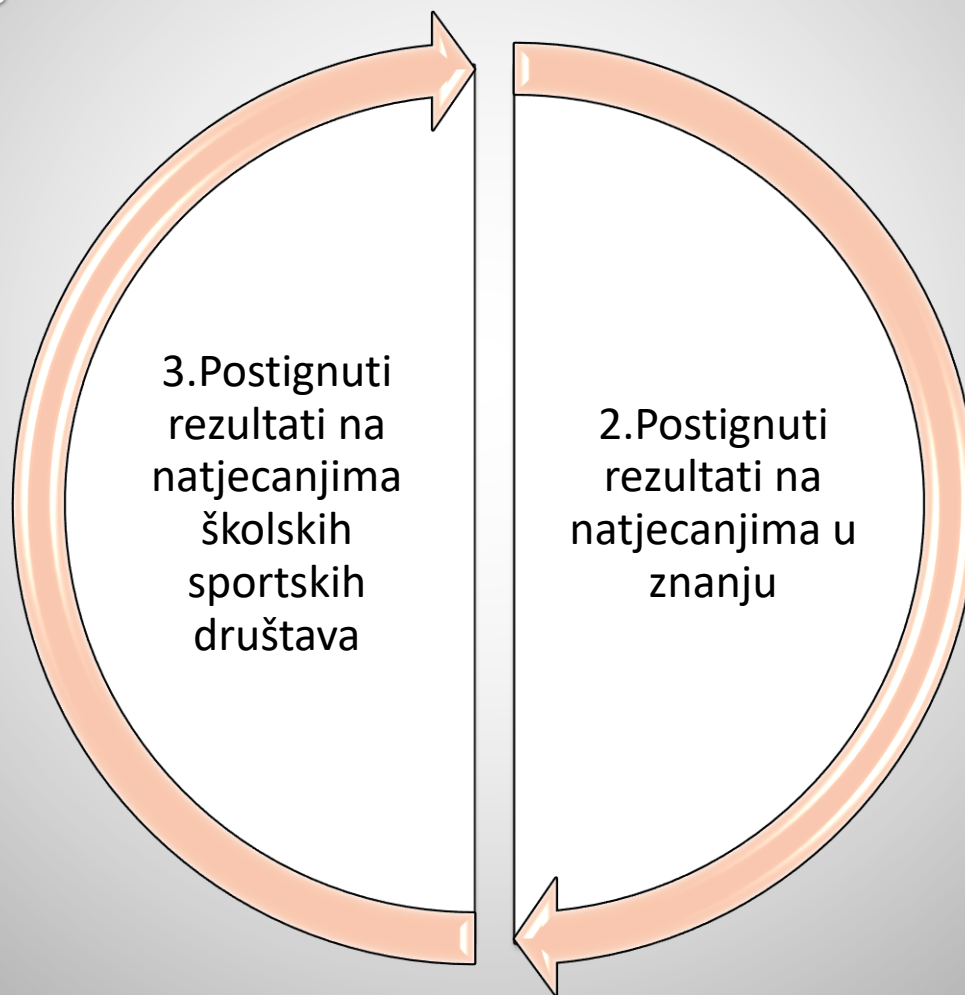 3.Postignuti
rezultati na
natjecanjima
školskih
sportskih
društava
2.Postignuti
rezultati na
natjecanjima u
znanju